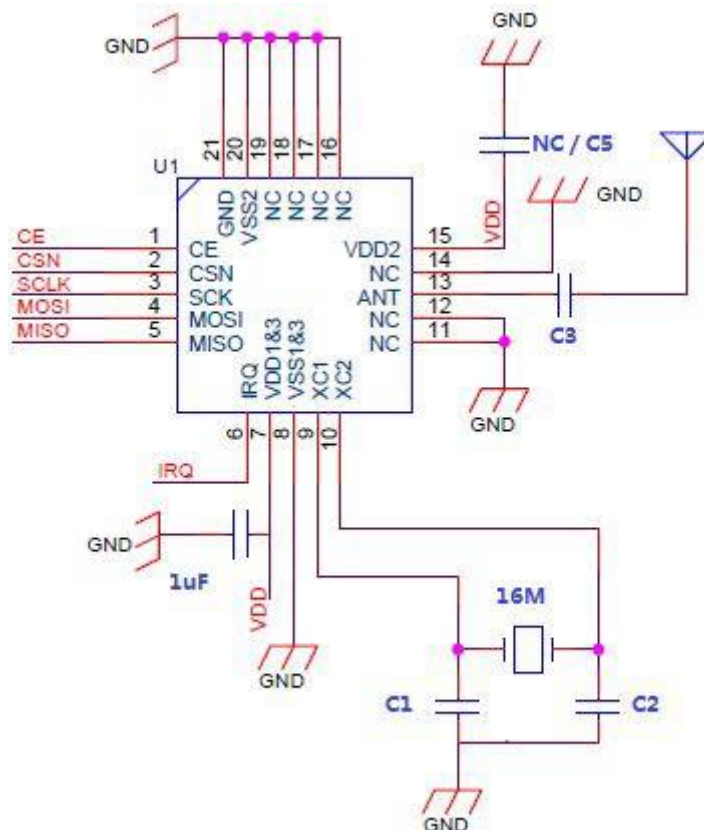 GND
GND
NC / C5
U1
21
20
19
18
17
16
GND
VSS2
NC
NC
NC
NC
GND
VDD
CE
1
CE
CSN
2
CSN
SCLK
3
SCK
MOSI
4
MOSI
MISO
5
MISO
VDD2
15
NC
14
ANT
13
NC
12
NC
11
C3
GND
IRQ
VDD1&3
VSS1&3
XC1
XC2
6
7
8
9
10
IRQ
GND
1uF
VDD
GND
16M
C1
C2
GND